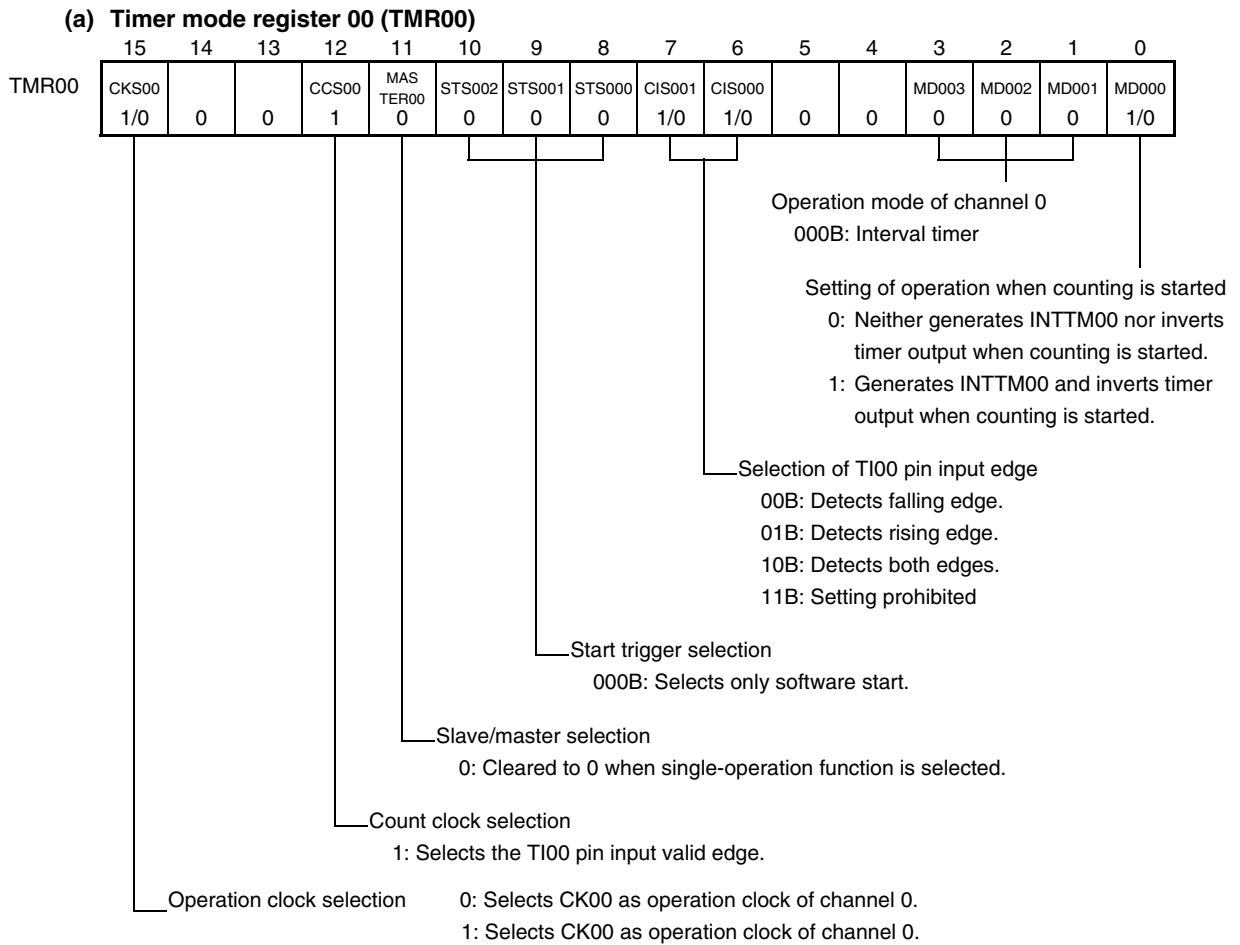 (a) Timer mode register 00 (TMR00)
15 14 13 12 11 10 9 8 7 6 5 4 3 2 1 0
TMR00 CKS00 CCS00 MAS TER00 STS002 STS001 STS000 CIS001 CIS000 MD003 MD002 MD001 MD000
1/0 0 0 1 0 0 0 0 1/0 1/0 0 0 0 0 0 1/0
Operation mode of channel 0
000B: Interval timer
Setting of operation when counting is started
0: Neither generates INTTM00 nor inverts
timer output when counting is started.
1: Generates INTTM00 and inverts timer
output when counting is started.
Selection of TI00 pin input edge
00B: Detects falling edge.
01B: Detects rising edge.
10B: Detects both edges.
11B: Setting prohibited
Start trigger selection
000B: Selects only software start.
Slave/master selection
0: Cleared to 0 when single-operation function is selected.
Count clock selection
1: Selects the TI00 pin input valid edge.
Operation clock selection 0: Selects CK00 as operation clock of channel 0.
1: Selects CK00 as operation clock of channel 0.